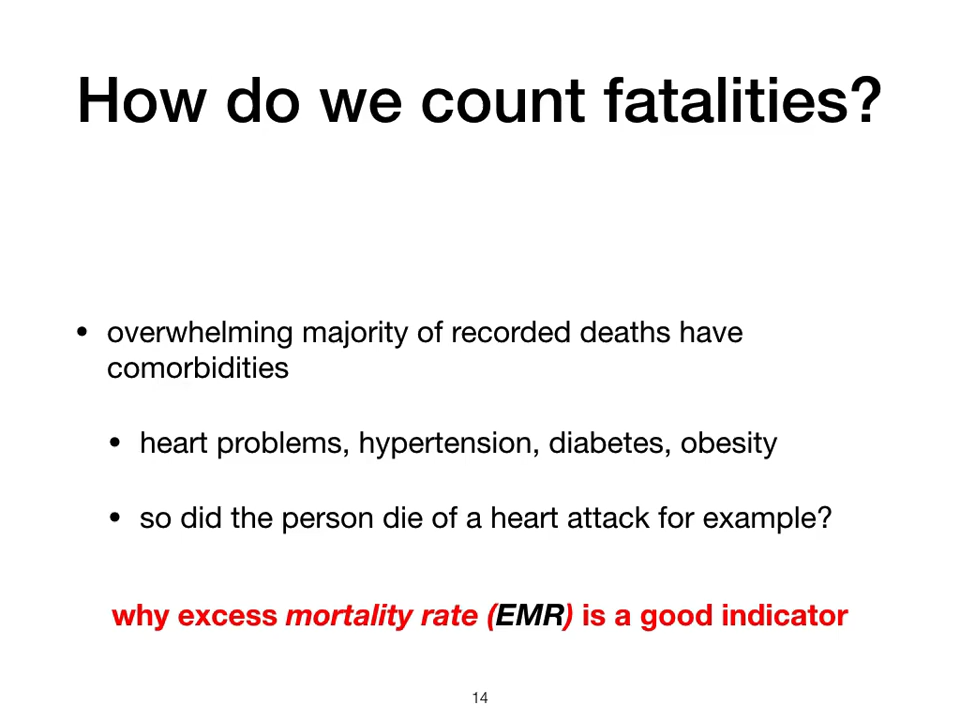 How do we count fatalities?
• overwhelming majority of recorded deaths have
comorbidities
• heart problems, hypertension, diabetes, obesity
• so did the person die of a heart attack for example?
why excess mortality rate (EMR) is a good indicator
14